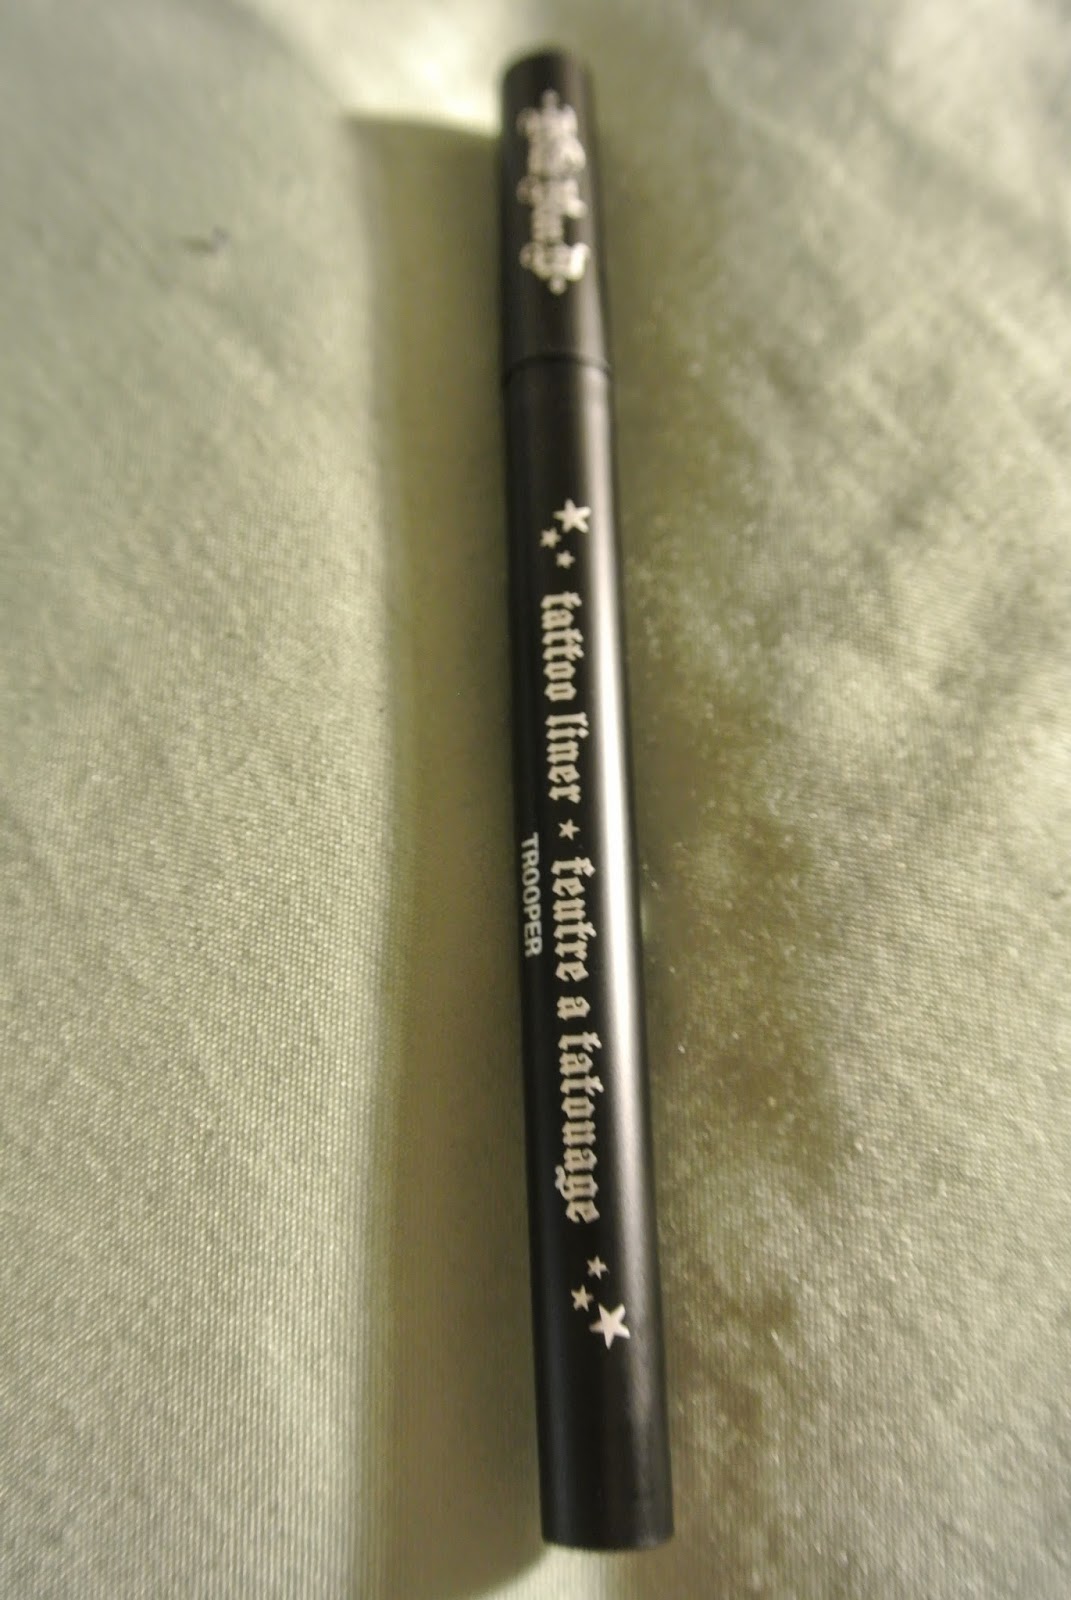 tattoo liner ★ feutre a tatouage
TROOPER